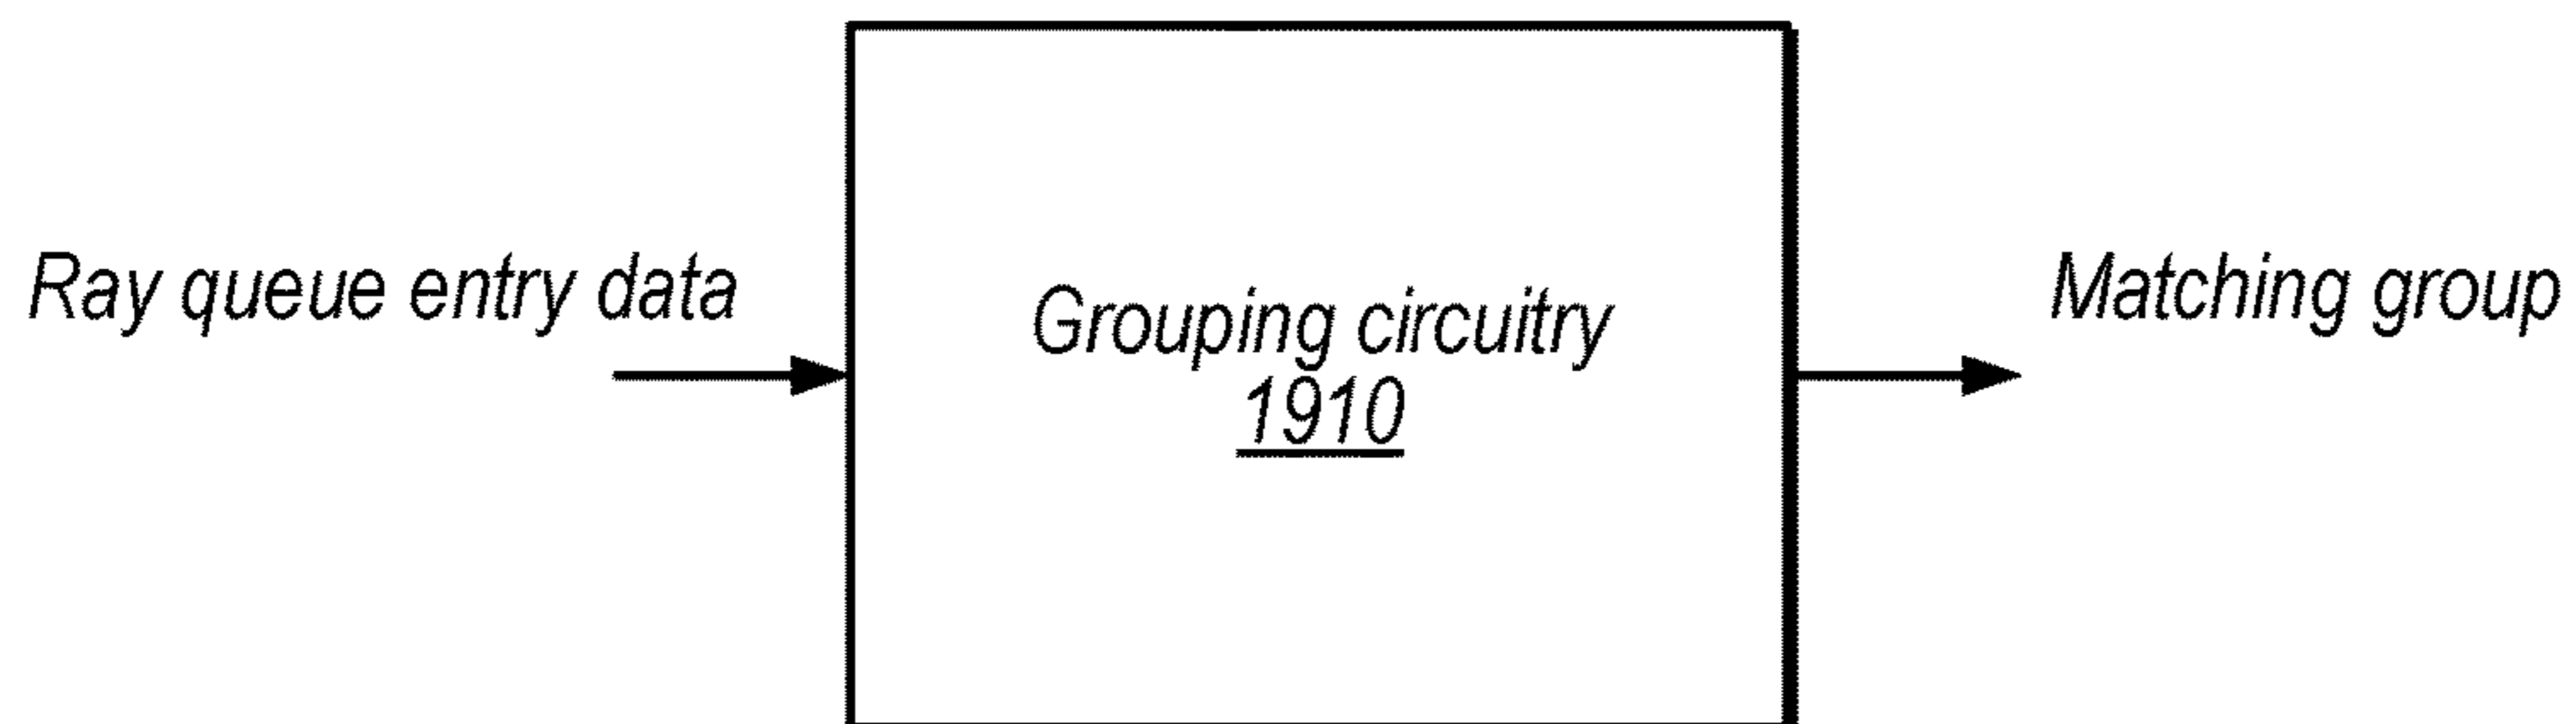 Ray queue entry data
Grouping circuitry
1910
Matching group